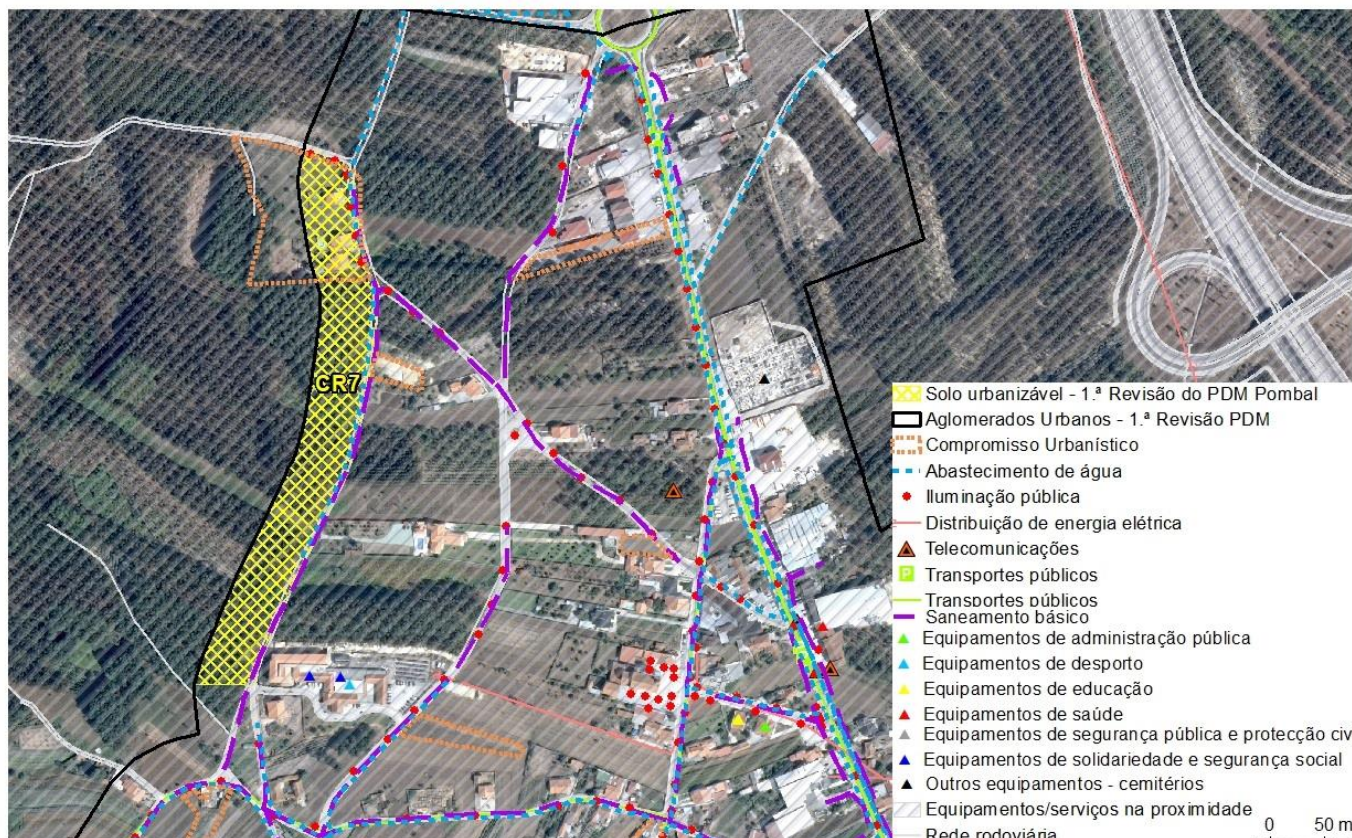 CR7
Solo urbanizável - 1.ª Revisão do PDM Pombal
Aglomerados Urbanos - 1.ª Revisão PDM
Compromisso Urbanístico
Abastecimento de água
Iluminação pública
Distribuição de energia elétrica
Telecomunicações
P Transportes públicos
Transportes públicos
Saneamento básico
Equipamentos de administração pública
Equipamentos de desporto
Equipamentos de educação
Equipamentos de saúde
Equipamentos de segurança pública e protecção civ
Equipamentos de solidariedade e segurança social
Outros equipamentos - cemitérios
Equipamentos/serviços na proximidade
Rede rodoviária
0 50 m